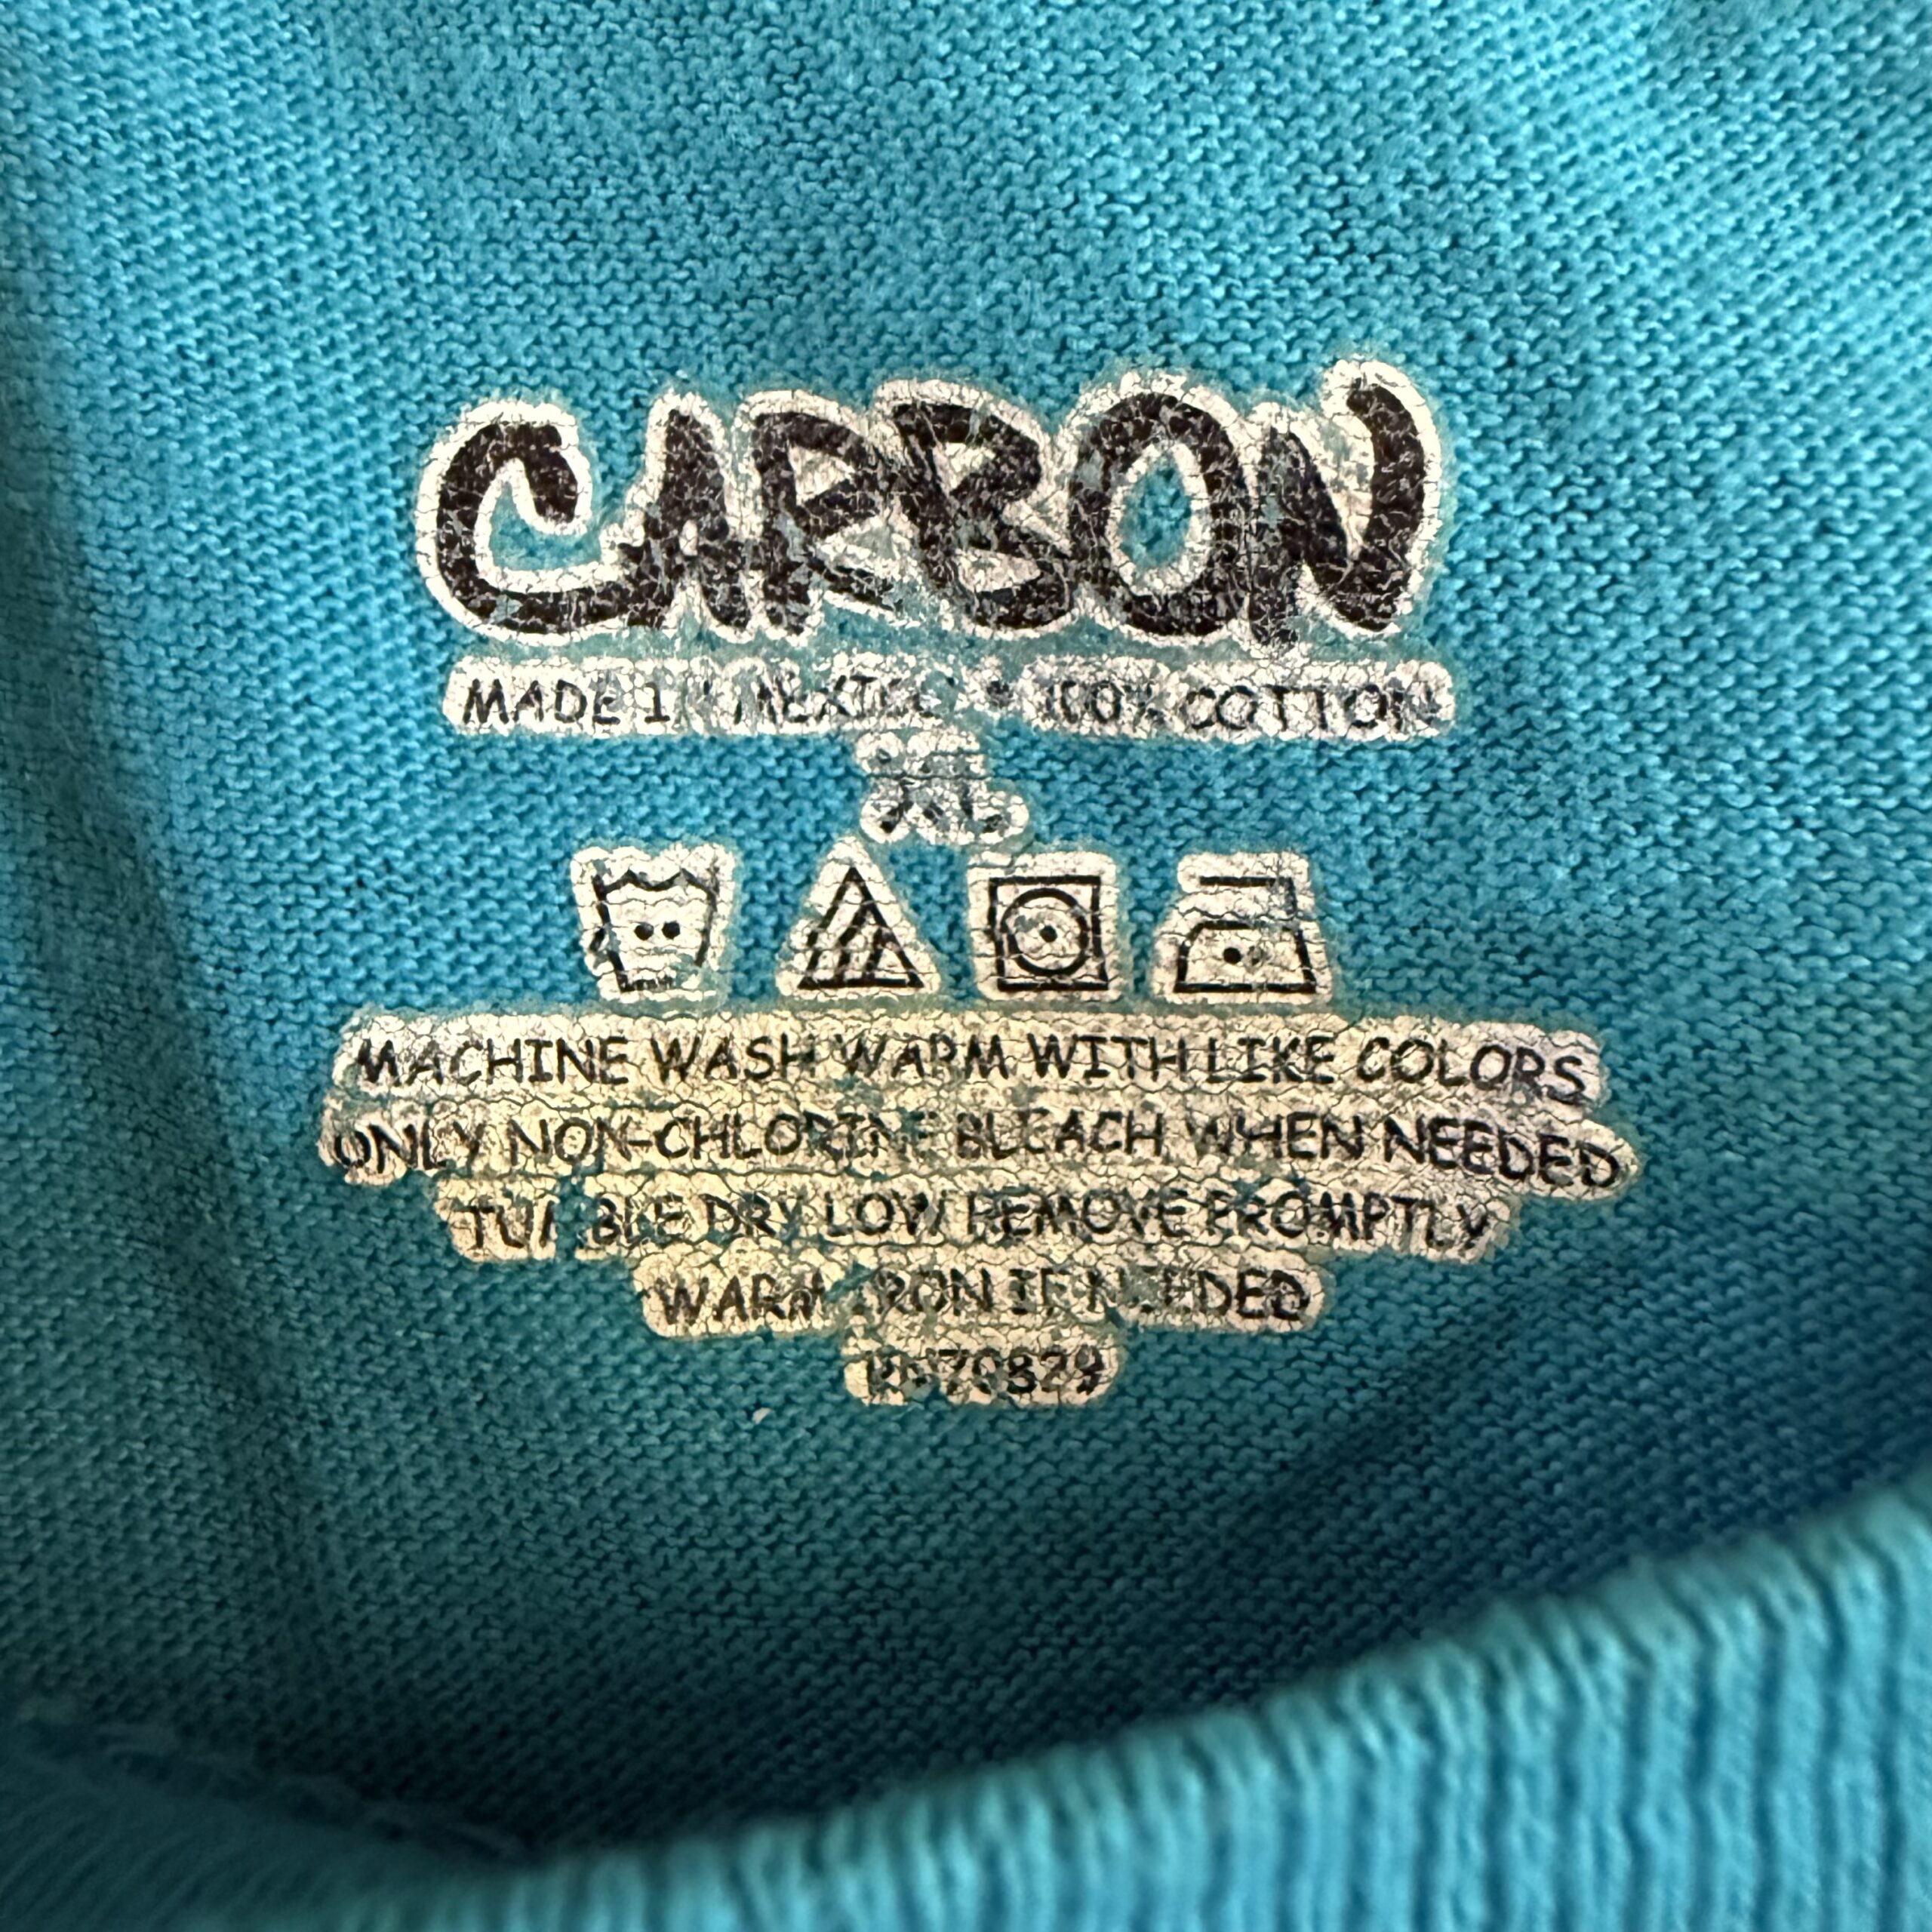 CARBON
MADE IN MEXICO • 100% COTTON
XL
MACHINE WASH WARM WITH LIKE COLORS
ONLY NON-CHLORINE BLEACH WHEN NEEDED
TUMBLE DRY LOW REMOVE PROMPTLY
WARM IRON IF NEEDED